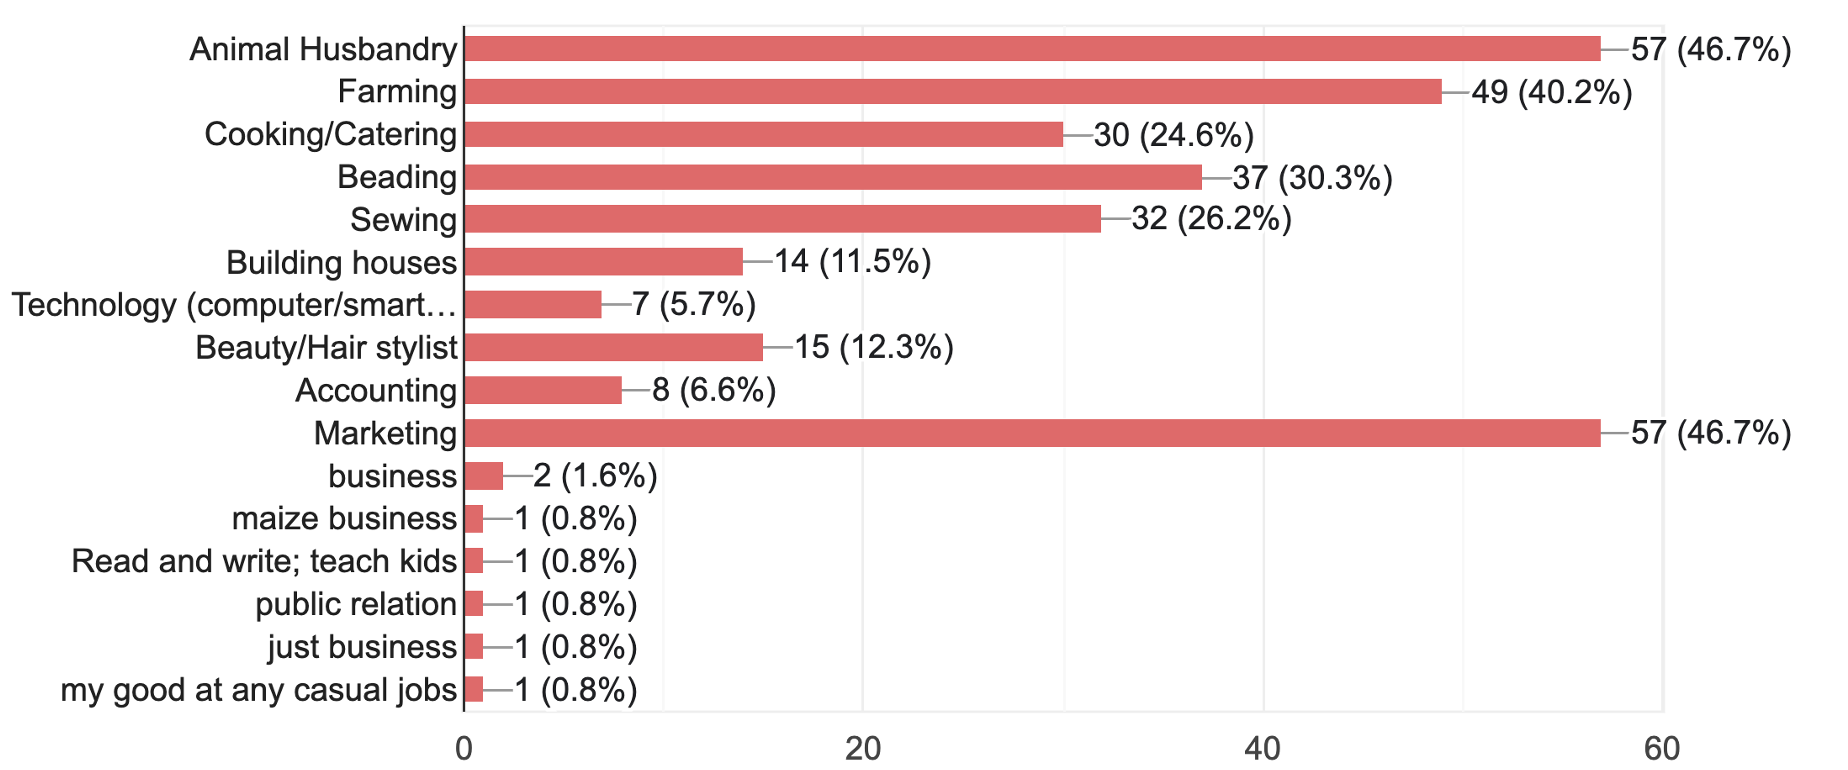 Animal Husbandry 57 (46.7%)
Farming 49 (40.2%)
Cooking/Catering 30 (24.6%)
Beading 37 (30.3%)
Sewing 32 (26.2%)
Building houses 14 (11.5%)
Technology (computer/smart… 7 (5.7%)
Beauty/Hair stylist 15 (12.3%)
Accounting 8 (6.6%)
Marketing 57 (46.7%)
business 2 (1.6%)
maize business 1 (0.8%)
Read and write; teach kids 1 (0.8%)
public relation 1 (0.8%)
just business 1 (0.8%)
my good at any casual jobs 1 (0.8%)
0 20 40 60